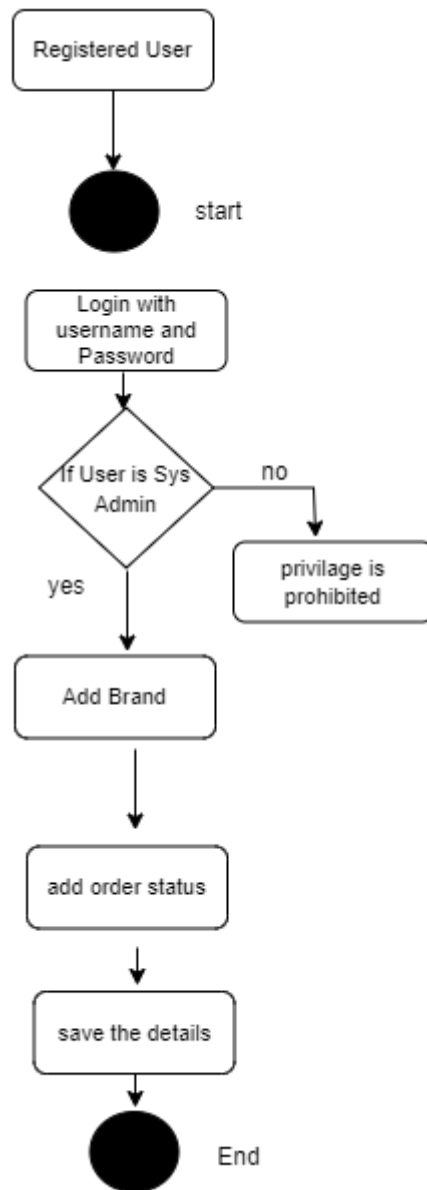 Registered User
start
Login with
username and
Password
If User is Sys
Admin
no
yes
privilage is
prohibited
Add Brand
add order status
save the details
End